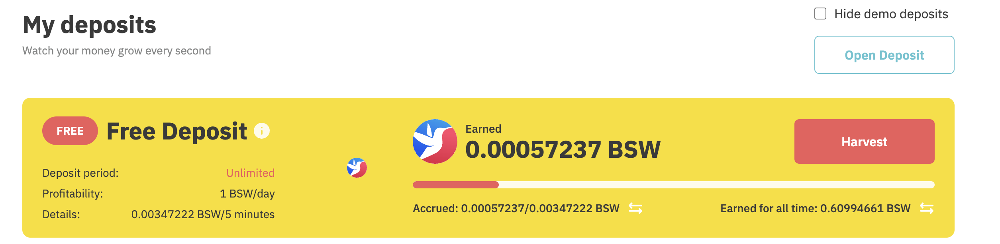 My deposits
Watch your money grow every second
Hide demo deposits
Open Deposit
FREE Free Deposit
Deposit period: Unlimited
Profitability: 1 BSW/day
Details: 0.00347222 BSW/5 minutes
Earned
0.00057237 BSW
Harvest
Accrued: 0.00057237/0.00347222 BSW
Earned for all time: 0.60994661 BSW